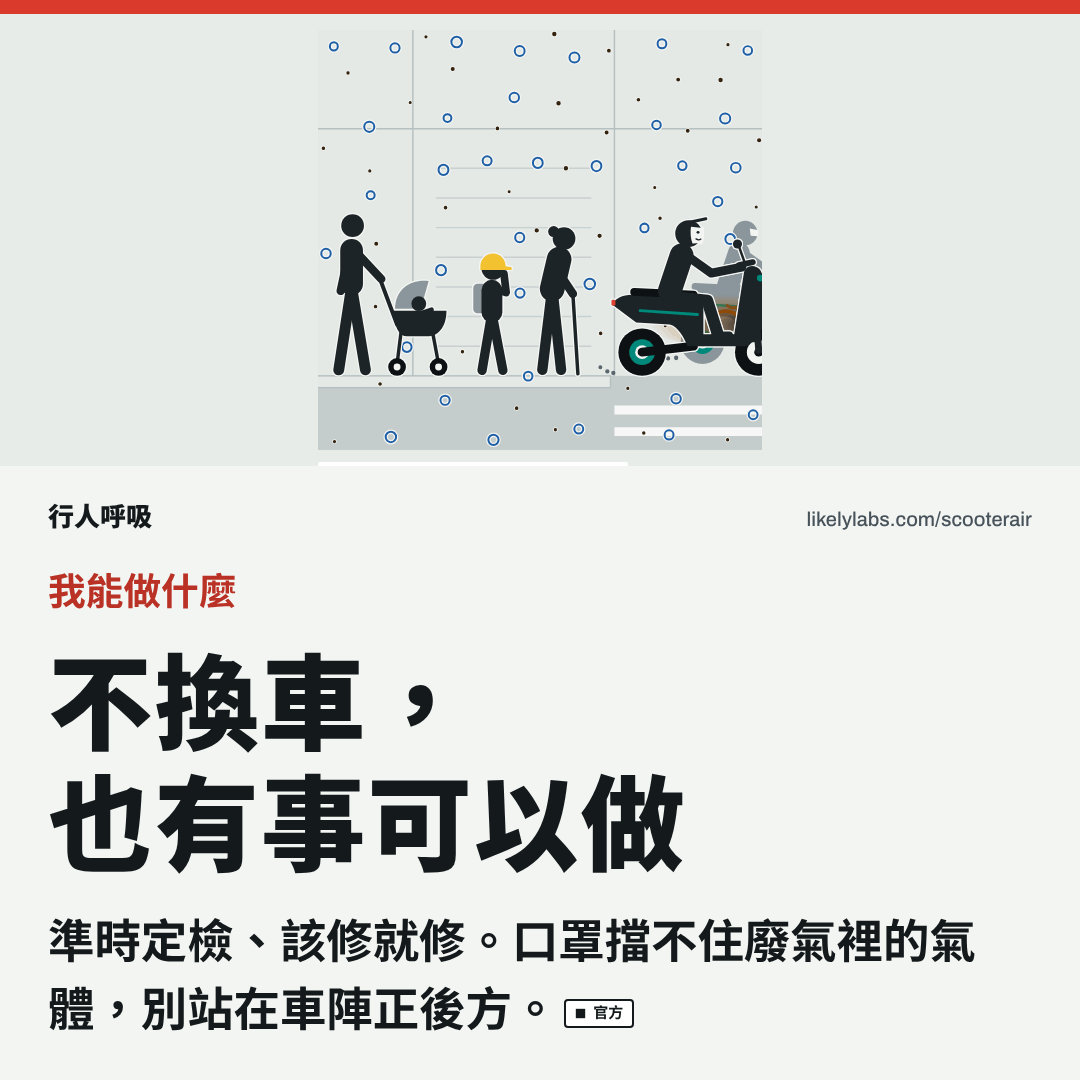 行人呼吸
likelylabs.com/scooterair
我能做什麼
不換車，
也有事可以做
準時定檢、該修就修。口罩擋不住廢氣裡的氣
體，別站在車陣正後方。 ■ 官方